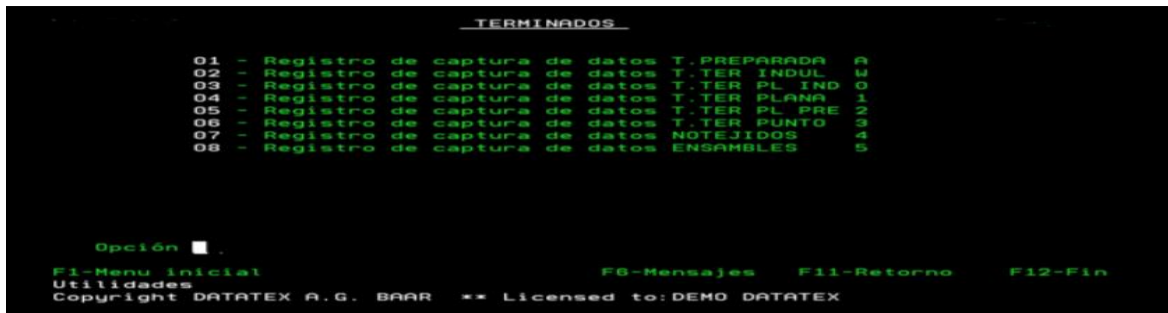 TERMINADOS
01 - Registro de captura de datos T.PREPARADA A
02 - Registro de captura de datos T.TER INDUL W
03 - Registro de captura de datos T.TER PL IND 0
04 - Registro de captura de datos T.TER PLANA 1
05 - Registro de captura de datos T.TER PL PRE 2
06 - Registro de captura de datos T.TER PUNTO 3
07 - Registro de captura de datos NOTEJIDOS 4
08 - Registro de captura de datos ENSAMBLES 5
Opción .
F1-Menu inicial F6-Mensajes F11-Retorno F12-Fin
Utilidades
Copyright DATATEX A.G. BAAR ** Licensed to:DEMO DATATEX